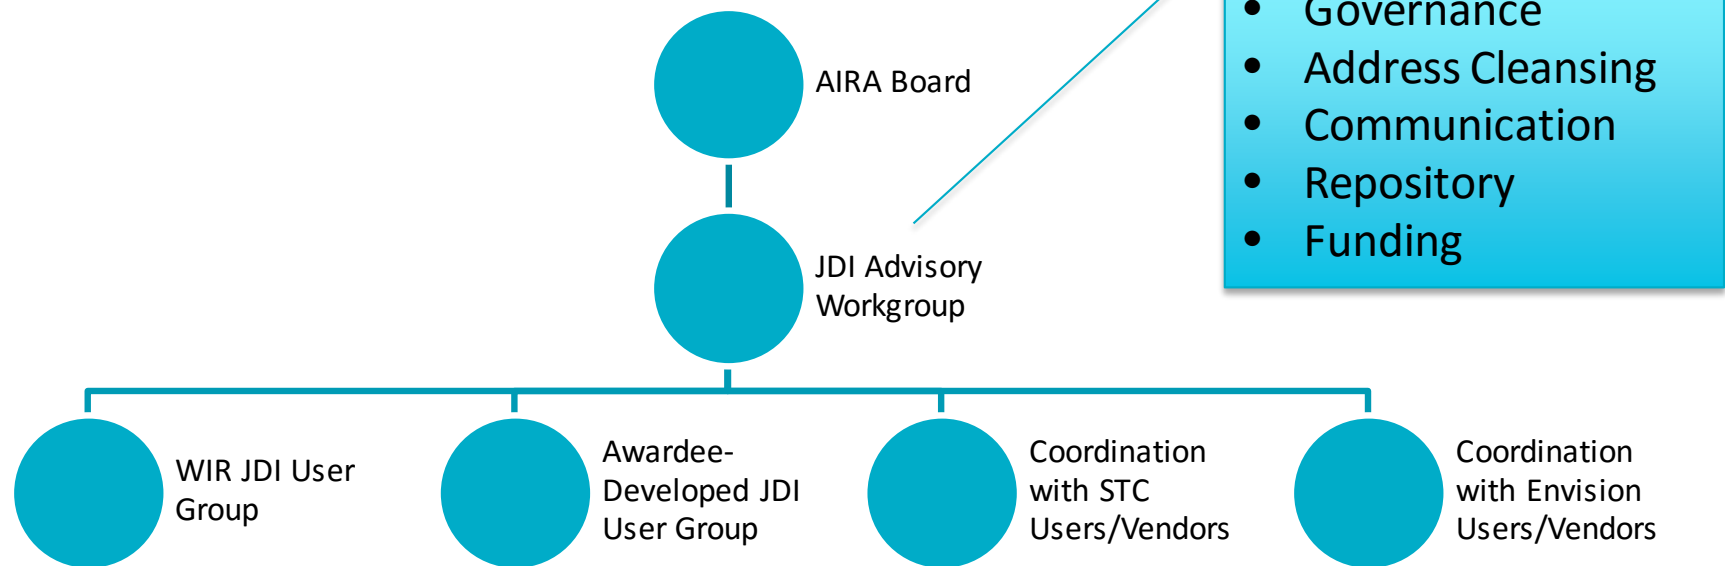 • Governance
• Address Cleansing
• Communication
• Repository
• Funding
AIRA Board
JDI Advisory
Workgroup
WIR JDI User
Group
Awardee-
Developed JDI
User Group
Coordination
with STC
Users/Vendors
Coordination
with Envision
Users/Vendors